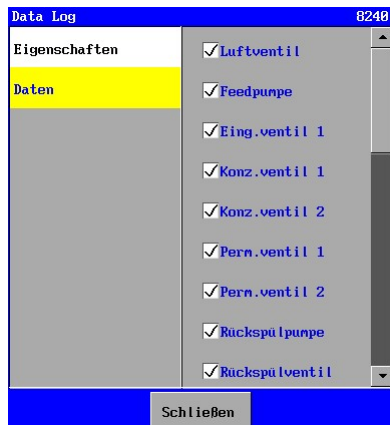 Data Log 8240
Eigenschaften
Daten
Luftventil
Feedpumpe
Eing.ventil 1
Konz.ventil 1
Konz.ventil 2
Perm.ventil 1
Perm.ventil 2
Rückspülpumpe
Rückspülventil
Schließen